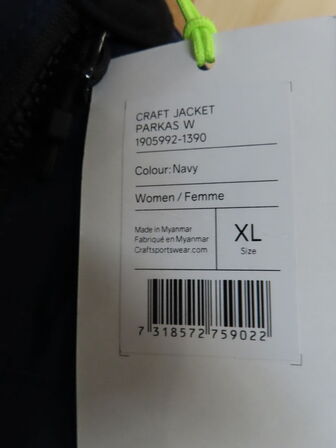 CRAFT JACKET
PARKAS W
1905992-1390
Colour: Navy
Women / Femme
Made in Myanmar
Fabriqué en Myanmar
Craftsportswear.com
XL
Size
7 318572 759022